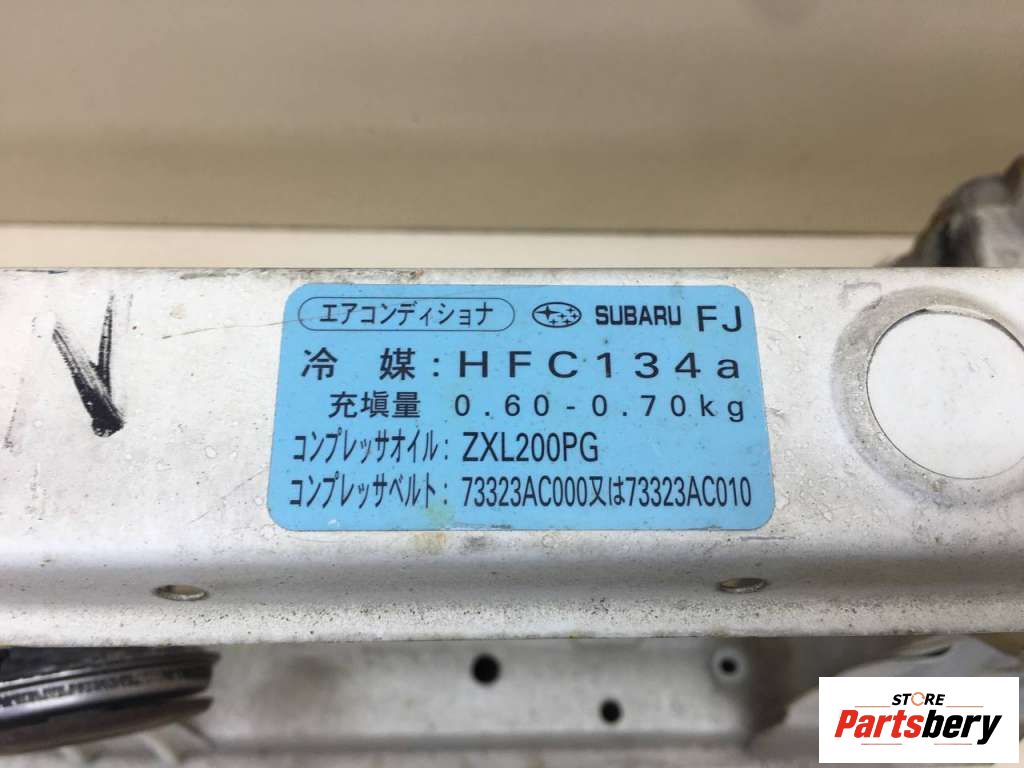 エアコンディショナ SUBARU FJ
冷 媒:HFC134a
充塡量 0.60-0.70kg
コンプレッサオイル:ZXL200PG
コンプレッサベルト:73323AC000又は73323AC010
STORE
Partsbery